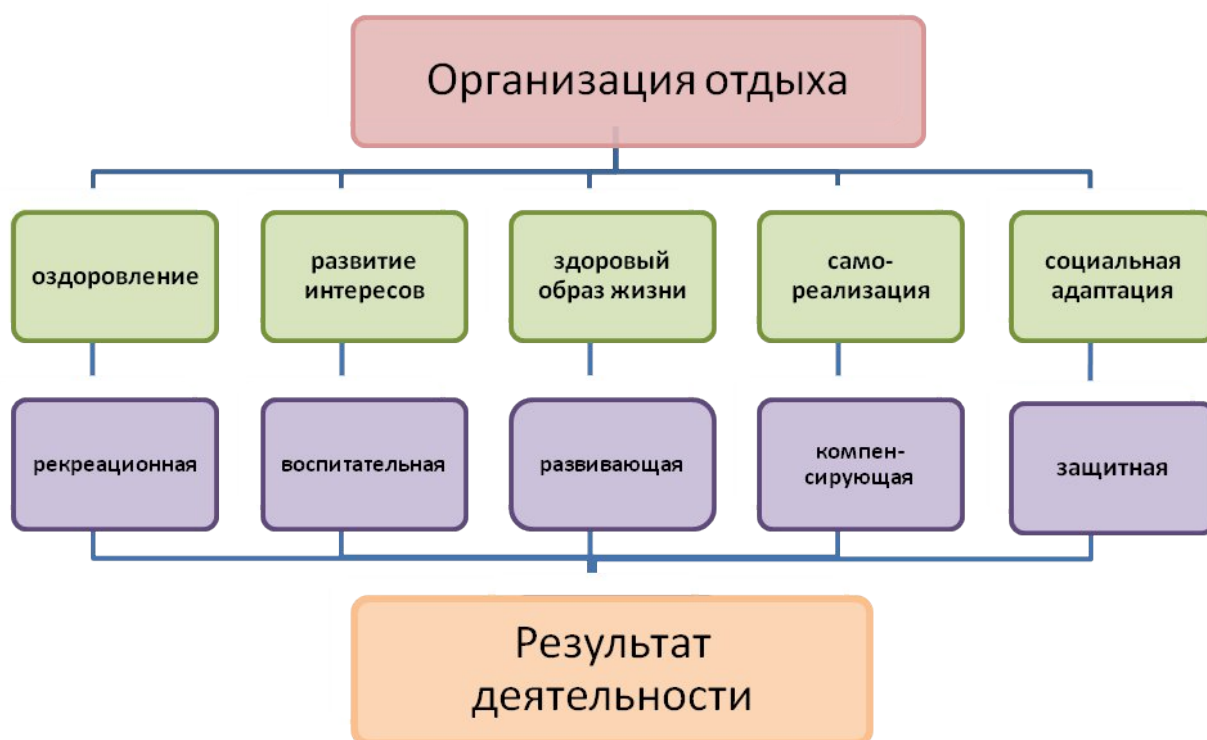 Организация отдыха
оздоровление
развитие
интересов
здоровый
образ жизни
само-
реализация
социальная
адаптация
рекреационная
воспитательная
развивающая
компен-
сирующая
защитная
Результат
деятельности